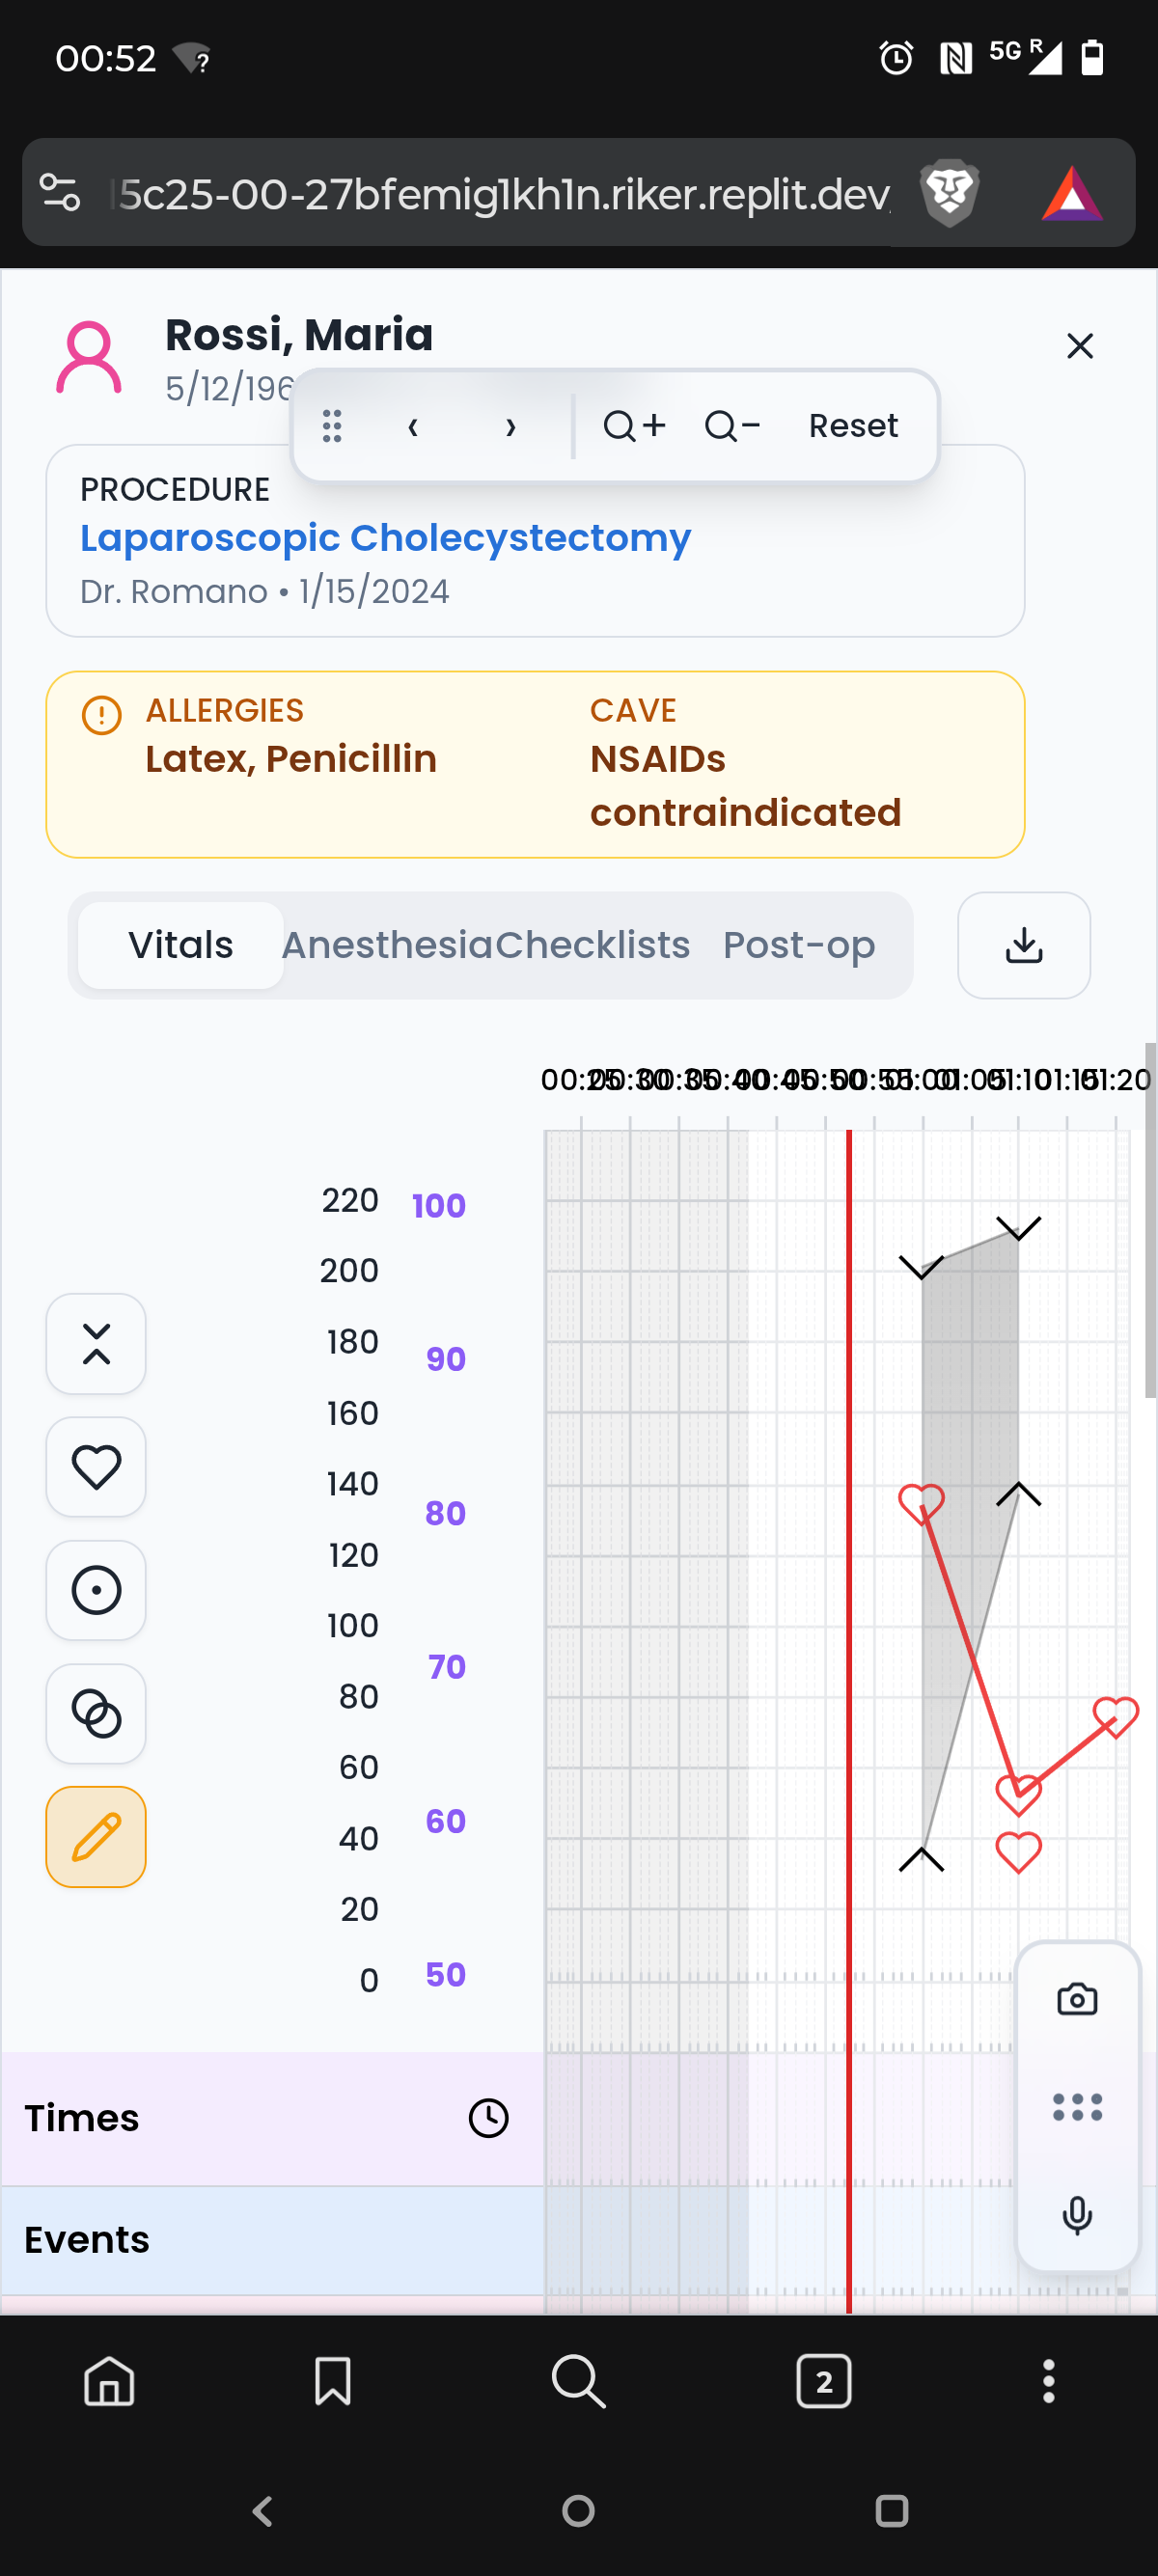 00:52
5G R
5c25-00-27bfemig1kh1n.riker.replit.dev
Rossi, Maria
5/12/196
‹ › + − Reset
PROCEDURE
Laparoscopic Cholecystectomy
Dr. Romano • 1/15/2024
ALLERGIES
Latex, Penicillin
CAVE
NSAIDs
contraindicated
Vitals Anesthesia Checklists Post-op
00:25 00:30 00:35 00:40 00:45 00:50 00:55 01:00 01:05 01:10 01:15 01:20
220 100
200
180 90
160
140 80
120
100 70
80
60 60
40
20
0 50
Times
Events
2